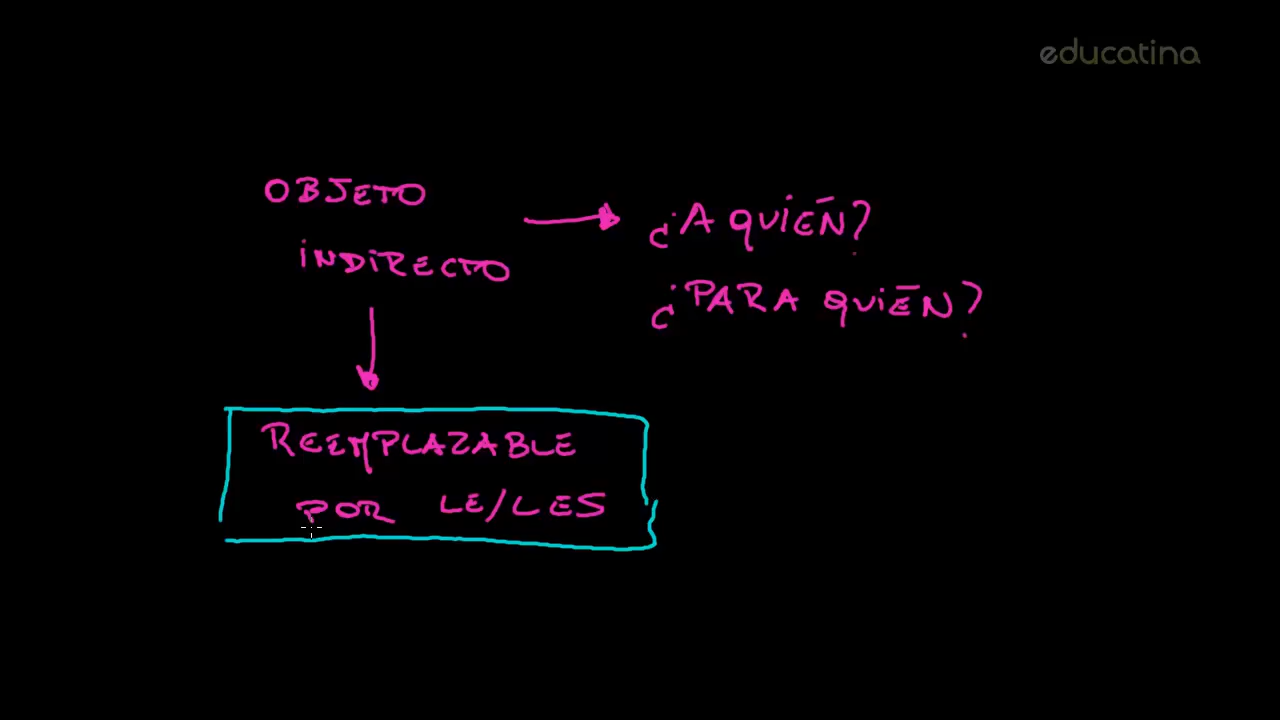 educatina
OBJETO
INDIRECTO
¿A QUIÉN?
¿PARA QUIÉN?
REEMPLAZABLE
POR LE/LES